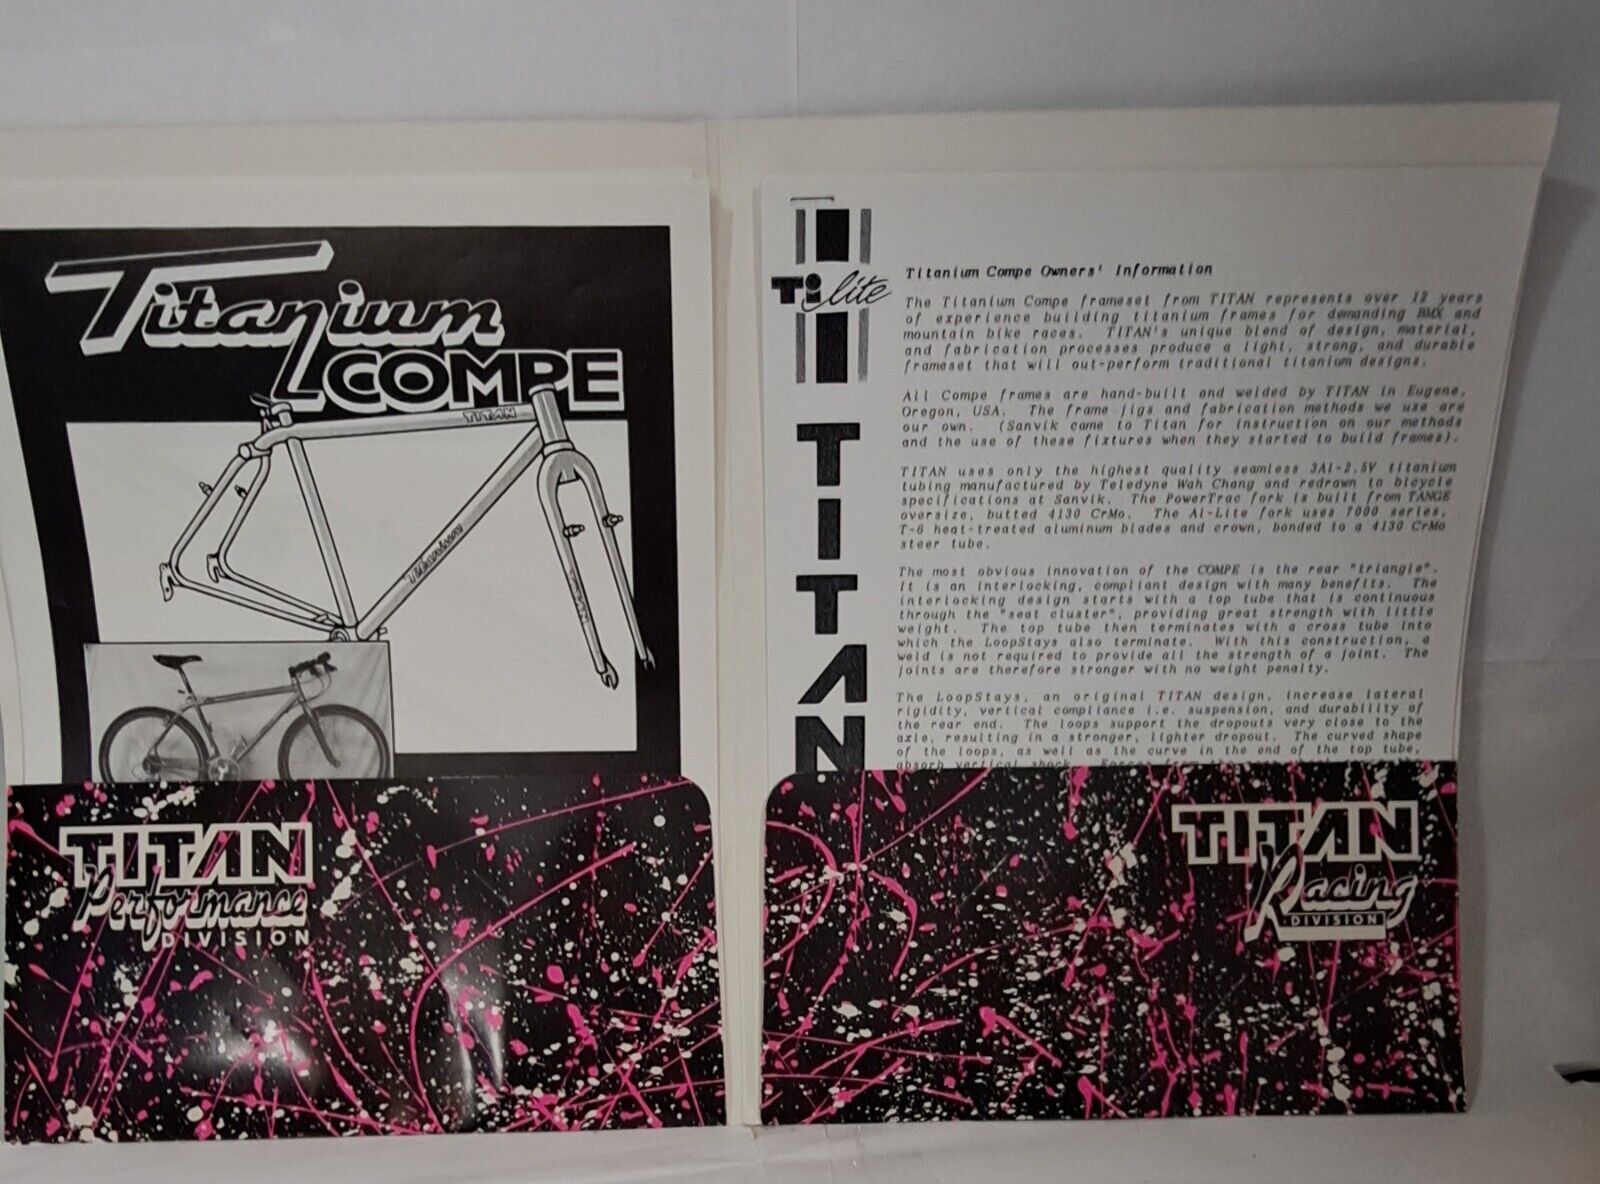 Titanium
COMPE
TITAN
Titanium
TITAN
TITAN
Performance
DIVISION
Ti lite
TITAN
Titanium Compe Owners' Information
The Titanium Compe frameset from TITAN represents over 12 years
of experience building titanium frames for demanding BMX and
mountain bike races. TITAN's unique blend of design, material,
and fabrication processes produce a light, strong, and durable
frameset that will out-perform traditional titanium designs.
All Compe frames are hand-built and welded by TITAN in Eugene,
Oregon, USA. The frame jigs and fabrication methods we use are
our own. (Sanvik came to Titan for instruction on our methods
and the use of these fixtures when they started to build frames).
TITAN uses only the highest quality seamless 3Al-2.5V titanium
tubing manufactured by Teledyne Wah Chang and redrawn to bicycle
specifications at Sanvik. The PowerTrac fork is built from TANGE
oversize, butted 4130 CrMo. The Al-Lite fork uses 7000 series,
T-6 heat-treated aluminum blades and crown, bonded to a 4130 CrMo
steer tube.
The most obvious innovation of the COMPE is the rear "triangle".
It is an interlocking, compliant design with many benefits. The
interlocking design starts with a top tube that is continuous
through the "seat cluster", providing great strength with little
weight. The top tube then terminates with a cross tube into
which the LoopStays also terminate. With this construction, a
weld is not required to provide all the strength of a joint. The
joints are therefore stronger with no weight penalty.
The LoopStays, an original TITAN design, increase lateral
rigidity, vertical compliance i.e. suspension, and durability of
the rear end. The loops support the dropouts very close to the
axle, resulting in a stronger, lighter dropout. The curved shape
of the loops, as well as the curve in the end of the top tube,
absorb vertical shock. Forces from the rear
TITAN
Racing
DIVISION